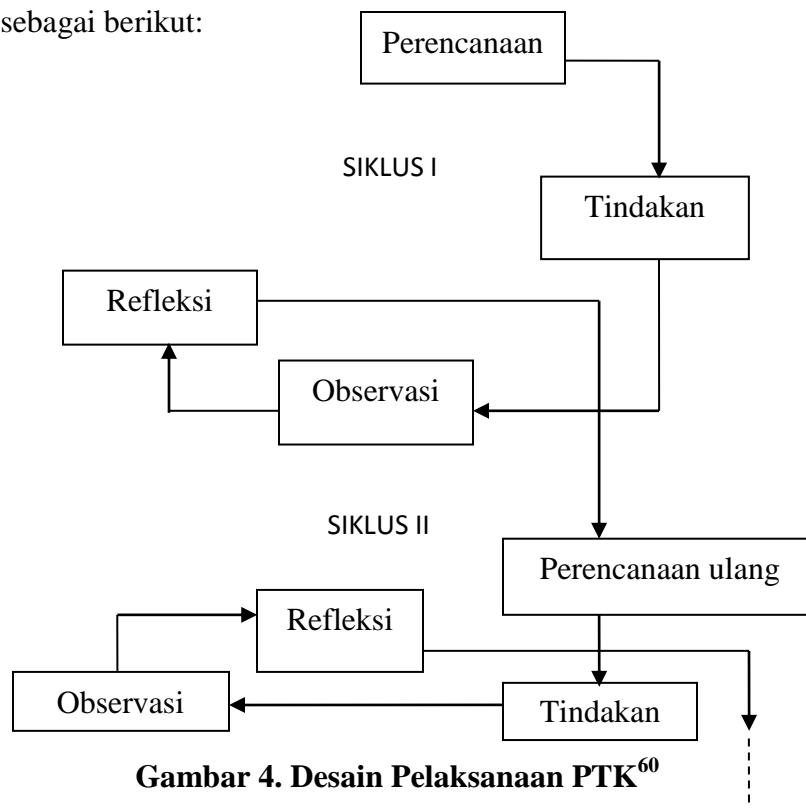 sebagai berikut:
Perencanaan
SIKLUS I
Tindakan
Refleksi
Observasi
SIKLUS II
Perencanaan ulang
Refleksi
Observasi
Tindakan
Gambar 4. Desain Pelaksanaan PTK60